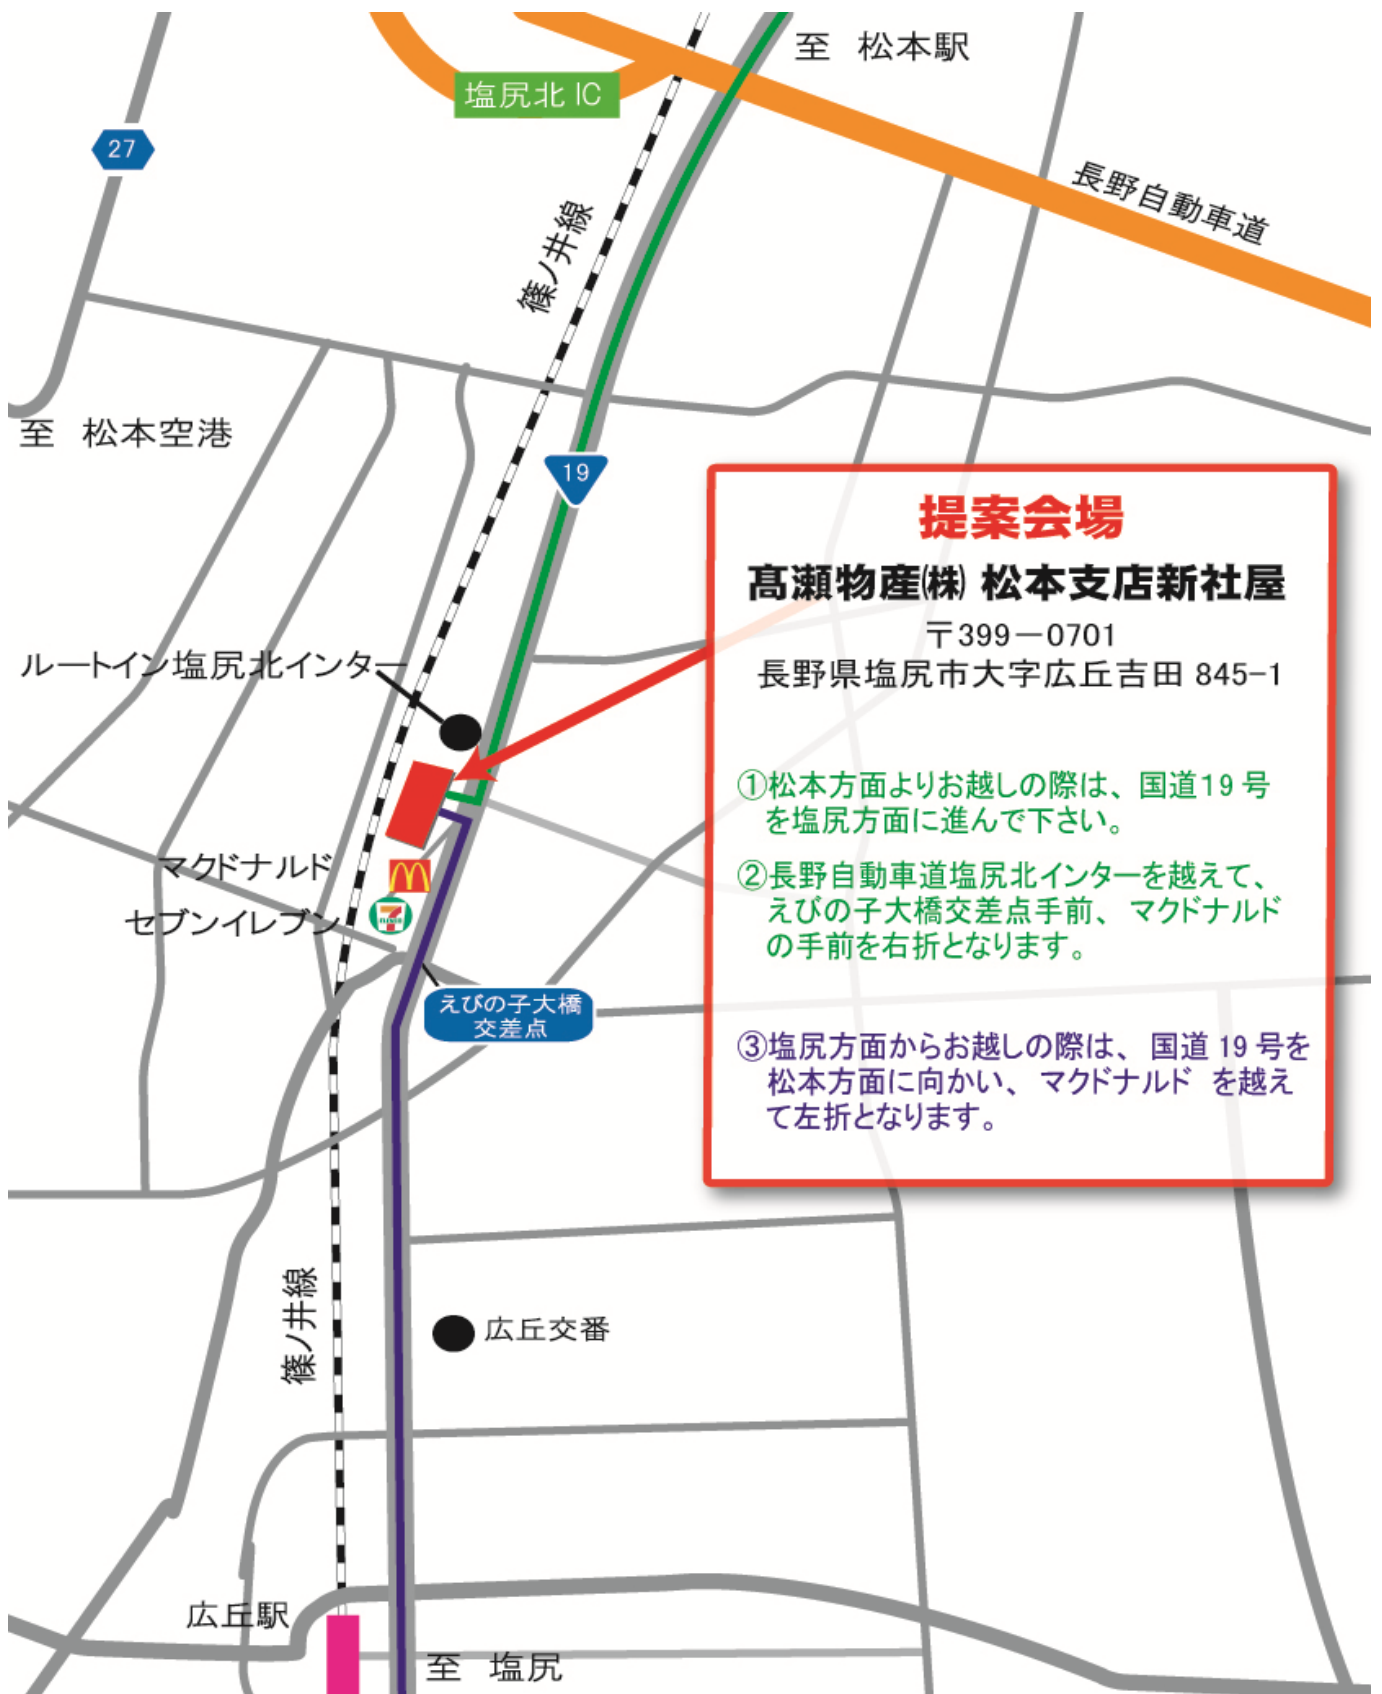 至 松本駅
塩尻北 IC
27
長野自動車道
篠ノ井線
至 松本空港
19
提案会場
髙瀬物産㈱ 松本支店新社屋
〒399－0701
長野県塩尻市大字広丘吉田 845-1
ルートイン塩尻北インター
①松本方面よりお越しの際は、国道19 号
を塩尻方面に進んで下さい。
②長野自動車道塩尻北インターを越えて、
えびの子大橋交差点手前、マクドナルド
の手前を右折となります。
③塩尻方面からお越しの際は、国道 19 号を
松本方面に向かい、マクドナルド を越え
て左折となります。
マクドナルド
セブンイレブン
7
えびの子大橋
交差点
篠ノ井線
広丘交番
広丘駅
至 塩尻